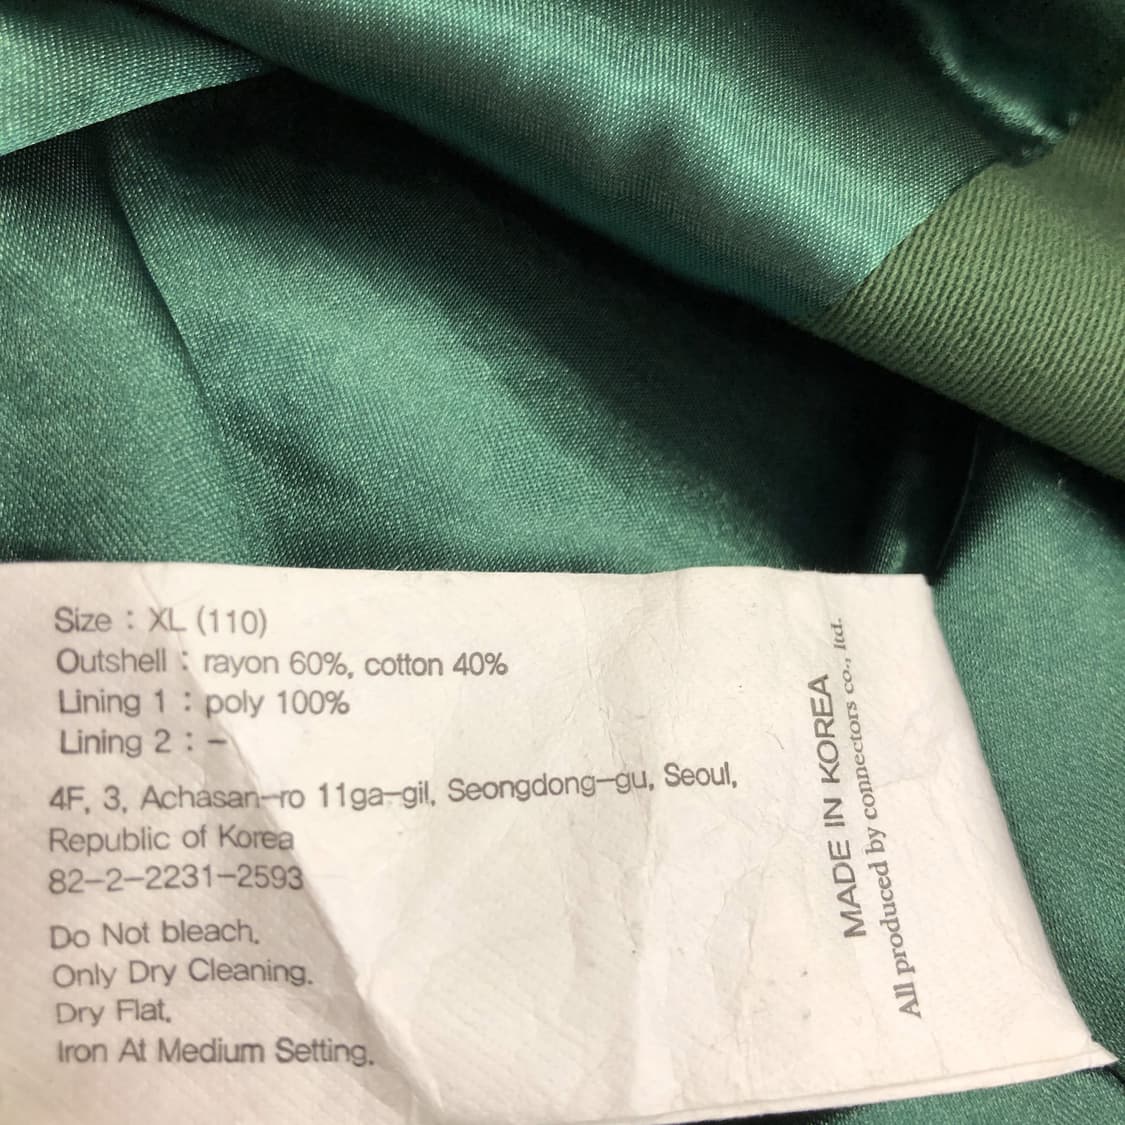 Size : XL (110)
Outshell : rayon 60%, cotton 40%
Lining 1 : poly 100%
Lining 2 : -
4F, 3, Achasan-ro 11ga-gil, Seongdong-gu, Seoul,
Republic of Korea
82-2-2231-2593
Do Not bleach.
Only Dry Cleaning.
Dry Flat.
Iron At Medium Setting.
MADE IN KOREA
All produced by connectors co., ltd.